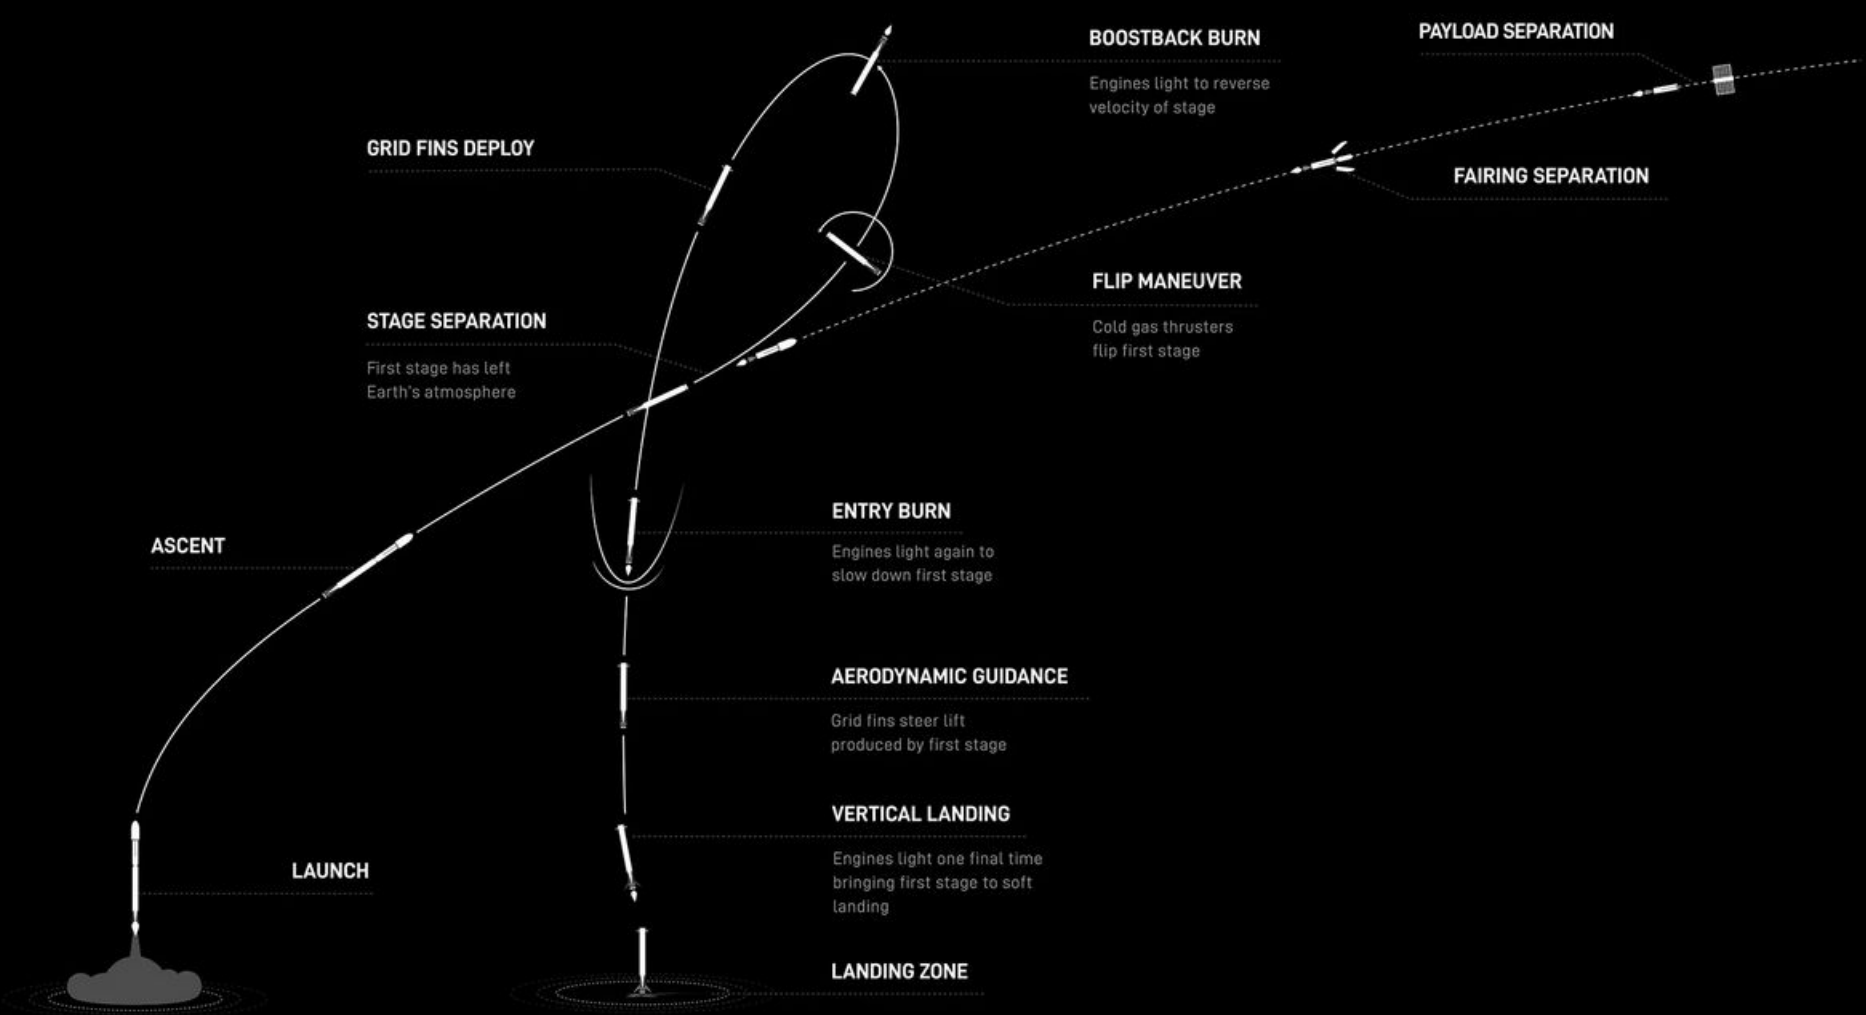 BOOSTBACK BURN
Engines light to reverse
velocity of stage
PAYLOAD SEPARATION
GRID FINS DEPLOY
FAIRING SEPARATION
FLIP MANEUVER
Cold gas thrusters
flip first stage
STAGE SEPARATION
First stage has left
Earth's atmosphere
ENTRY BURN
Engines light again to
slow down first stage
ASCENT
AERODYNAMIC GUIDANCE
Grid fins steer lift
produced by first stage
VERTICAL LANDING
Engines light one final time
bringing first stage to soft
landing
LAUNCH
LANDING ZONE